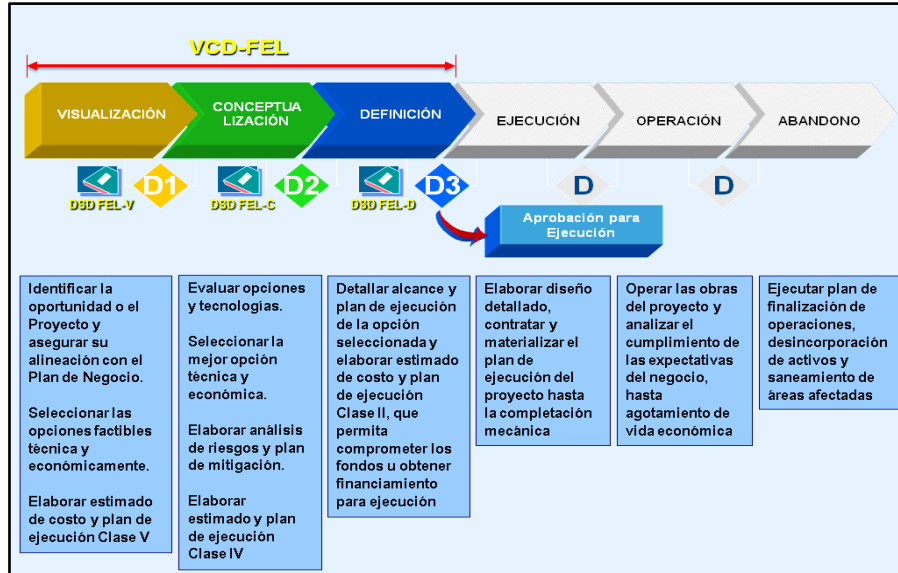 VCD-FEL
VISUALIZACIÓN
CONCEPTUA
LIZACIÓN
DEFINICIÓN
EJECUCIÓN
OPERACIÓN
ABANDONO
DSD FEL-V
D1
DSD FEL-C
D2
DSD FEL-D
D3
D
D
Aprobación para
Ejecución
Identificar la
oportunidad o el
Proyecto y
asegurar su
alineación con el
Plan de Negocio.
Seleccionar las
opciones factibles
técnica y
económicamente.
Elaborar estimado
de costo y plan de
ejecución Clase V
Evaluar opciones
y tecnologías.
Seleccionar la
mejor opción
técnica y
económica.
Elaborar análisis
de riesgos y plan
de mitigación.
Elaborar
estimado y plan
de ejecución
Clase IV
Detallar alcance y
plan de ejecución
de la opción
seleccionada y
elaborar estimado
de costo y plan de
ejecución
Clase II, que
permita
comprometer los
fondos u obtener
financiamiento
para ejecución
Elaborar diseño
detallado,
contratar y
materializar el
plan de
ejecución del
proyecto hasta
la completación
mecánica
Operar las obras
del proyecto y
analizar el
cumplimiento de
las expectativas
del negocio,
hasta
agotamiento de
vida económica
Ejecutar plan de
finalización de
operaciones,
desincorporación
de activos y
saneamiento de
áreas afectadas